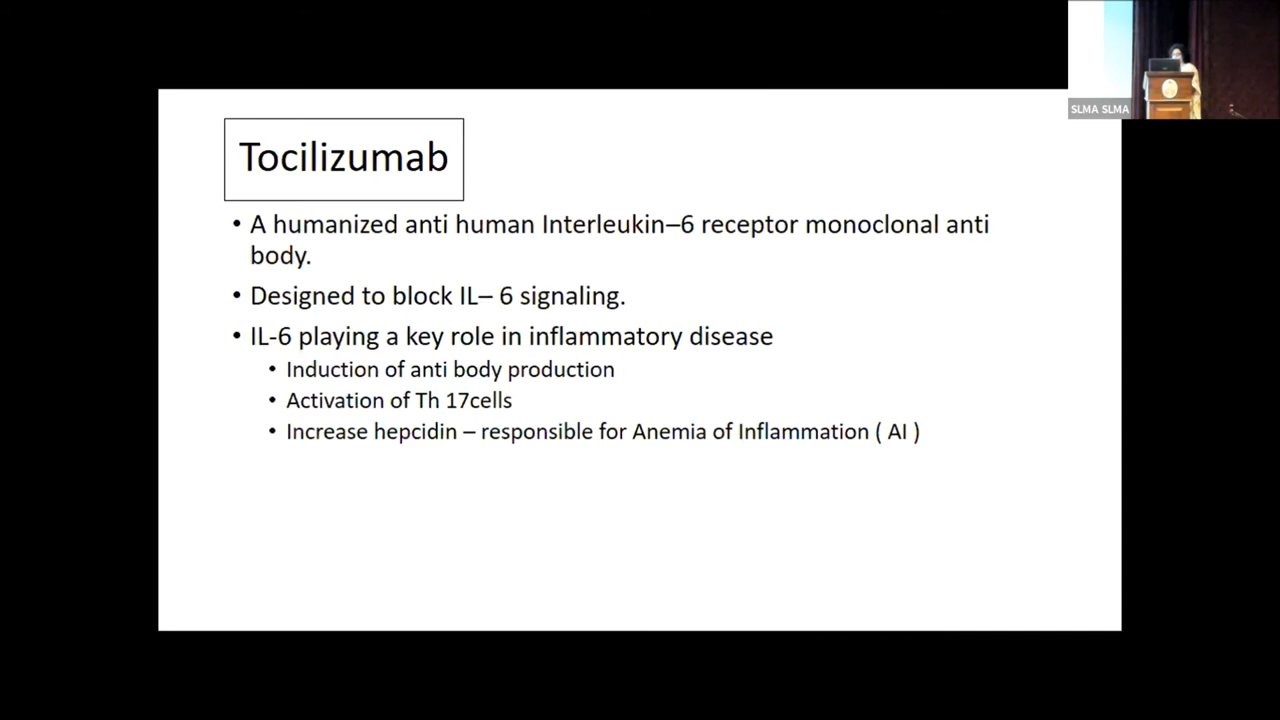 Tocilizumab
• A humanized anti human Interleukin–6 receptor monoclonal anti
body.
• Designed to block IL– 6 signaling.
• IL-6 playing a key role in inflammatory disease
• Induction of anti body production
• Activation of Th 17cells
• Increase hepcidin – responsible for Anemia of Inflammation ( AI )
SLMA SLMA